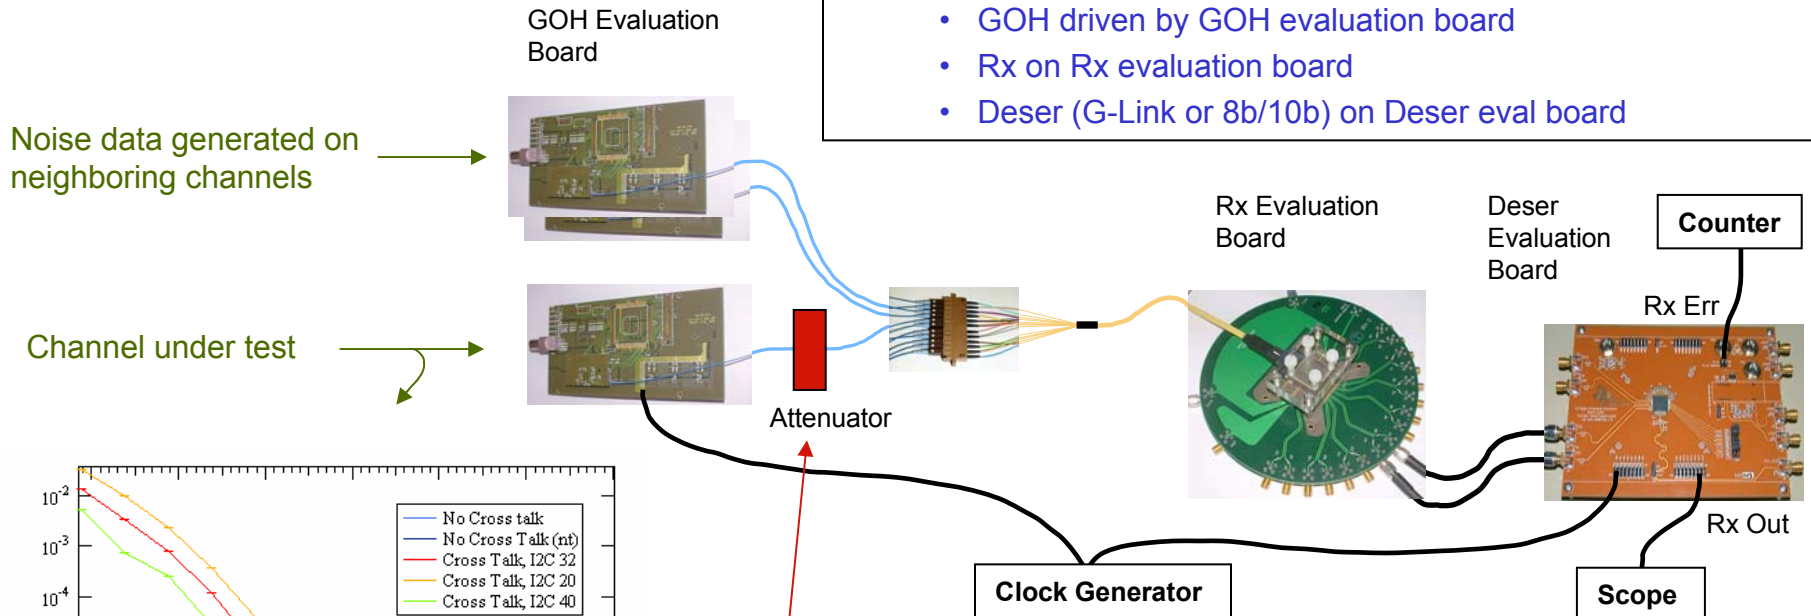 GOH Evaluation
Board
• GOH driven by GOH evaluation board
• Rx on Rx evaluation board
• Deser (G-Link or 8b/10b) on Deser eval board
Noise data generated on
neighboring channels
Rx Evaluation
Board
Deser
Evaluation
Board
Counter
Rx Err
Channel under test
Attenuator
Rx Out
10-2
10-3
10-4
No Cross talk
No Cross Talk (nt)
Cross Talk, I2C 32
Cross Talk, I2C 20
Cross Talk, I2C 40
Clock Generator
Scope